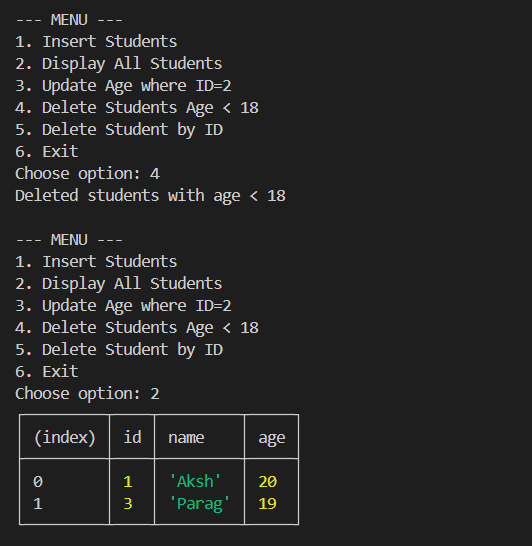 --- MENU ---
1. Insert Students
2. Display All Students
3. Update Age where ID=2
4. Delete Students Age < 18
5. Delete Student by ID
6. Exit
Choose option: 4
Deleted students with age < 18
--- MENU ---
1. Insert Students
2. Display All Students
3. Update Age where ID=2
4. Delete Students Age < 18
5. Delete Student by ID
6. Exit
Choose option: 2
(index) id name age
0 1 'Aksh' 20
1 3 'Parag' 19